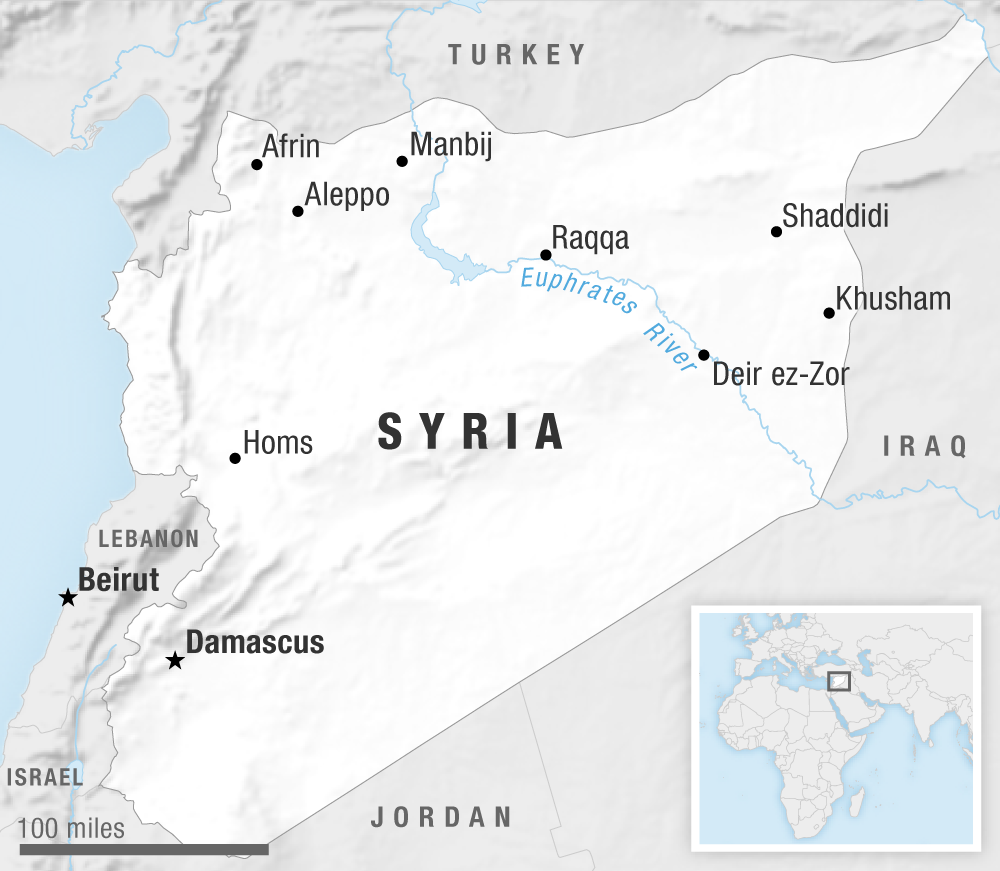 TURKEY
Afrin
Manbij
Aleppo
Shaddidi
Raqqa
Euphrates River
Khusham
Deir ez-Zor
SYRIA
Homs
IRAQ
LEBANON
Beirut
Damascus
ISRAEL
JORDAN
100 miles